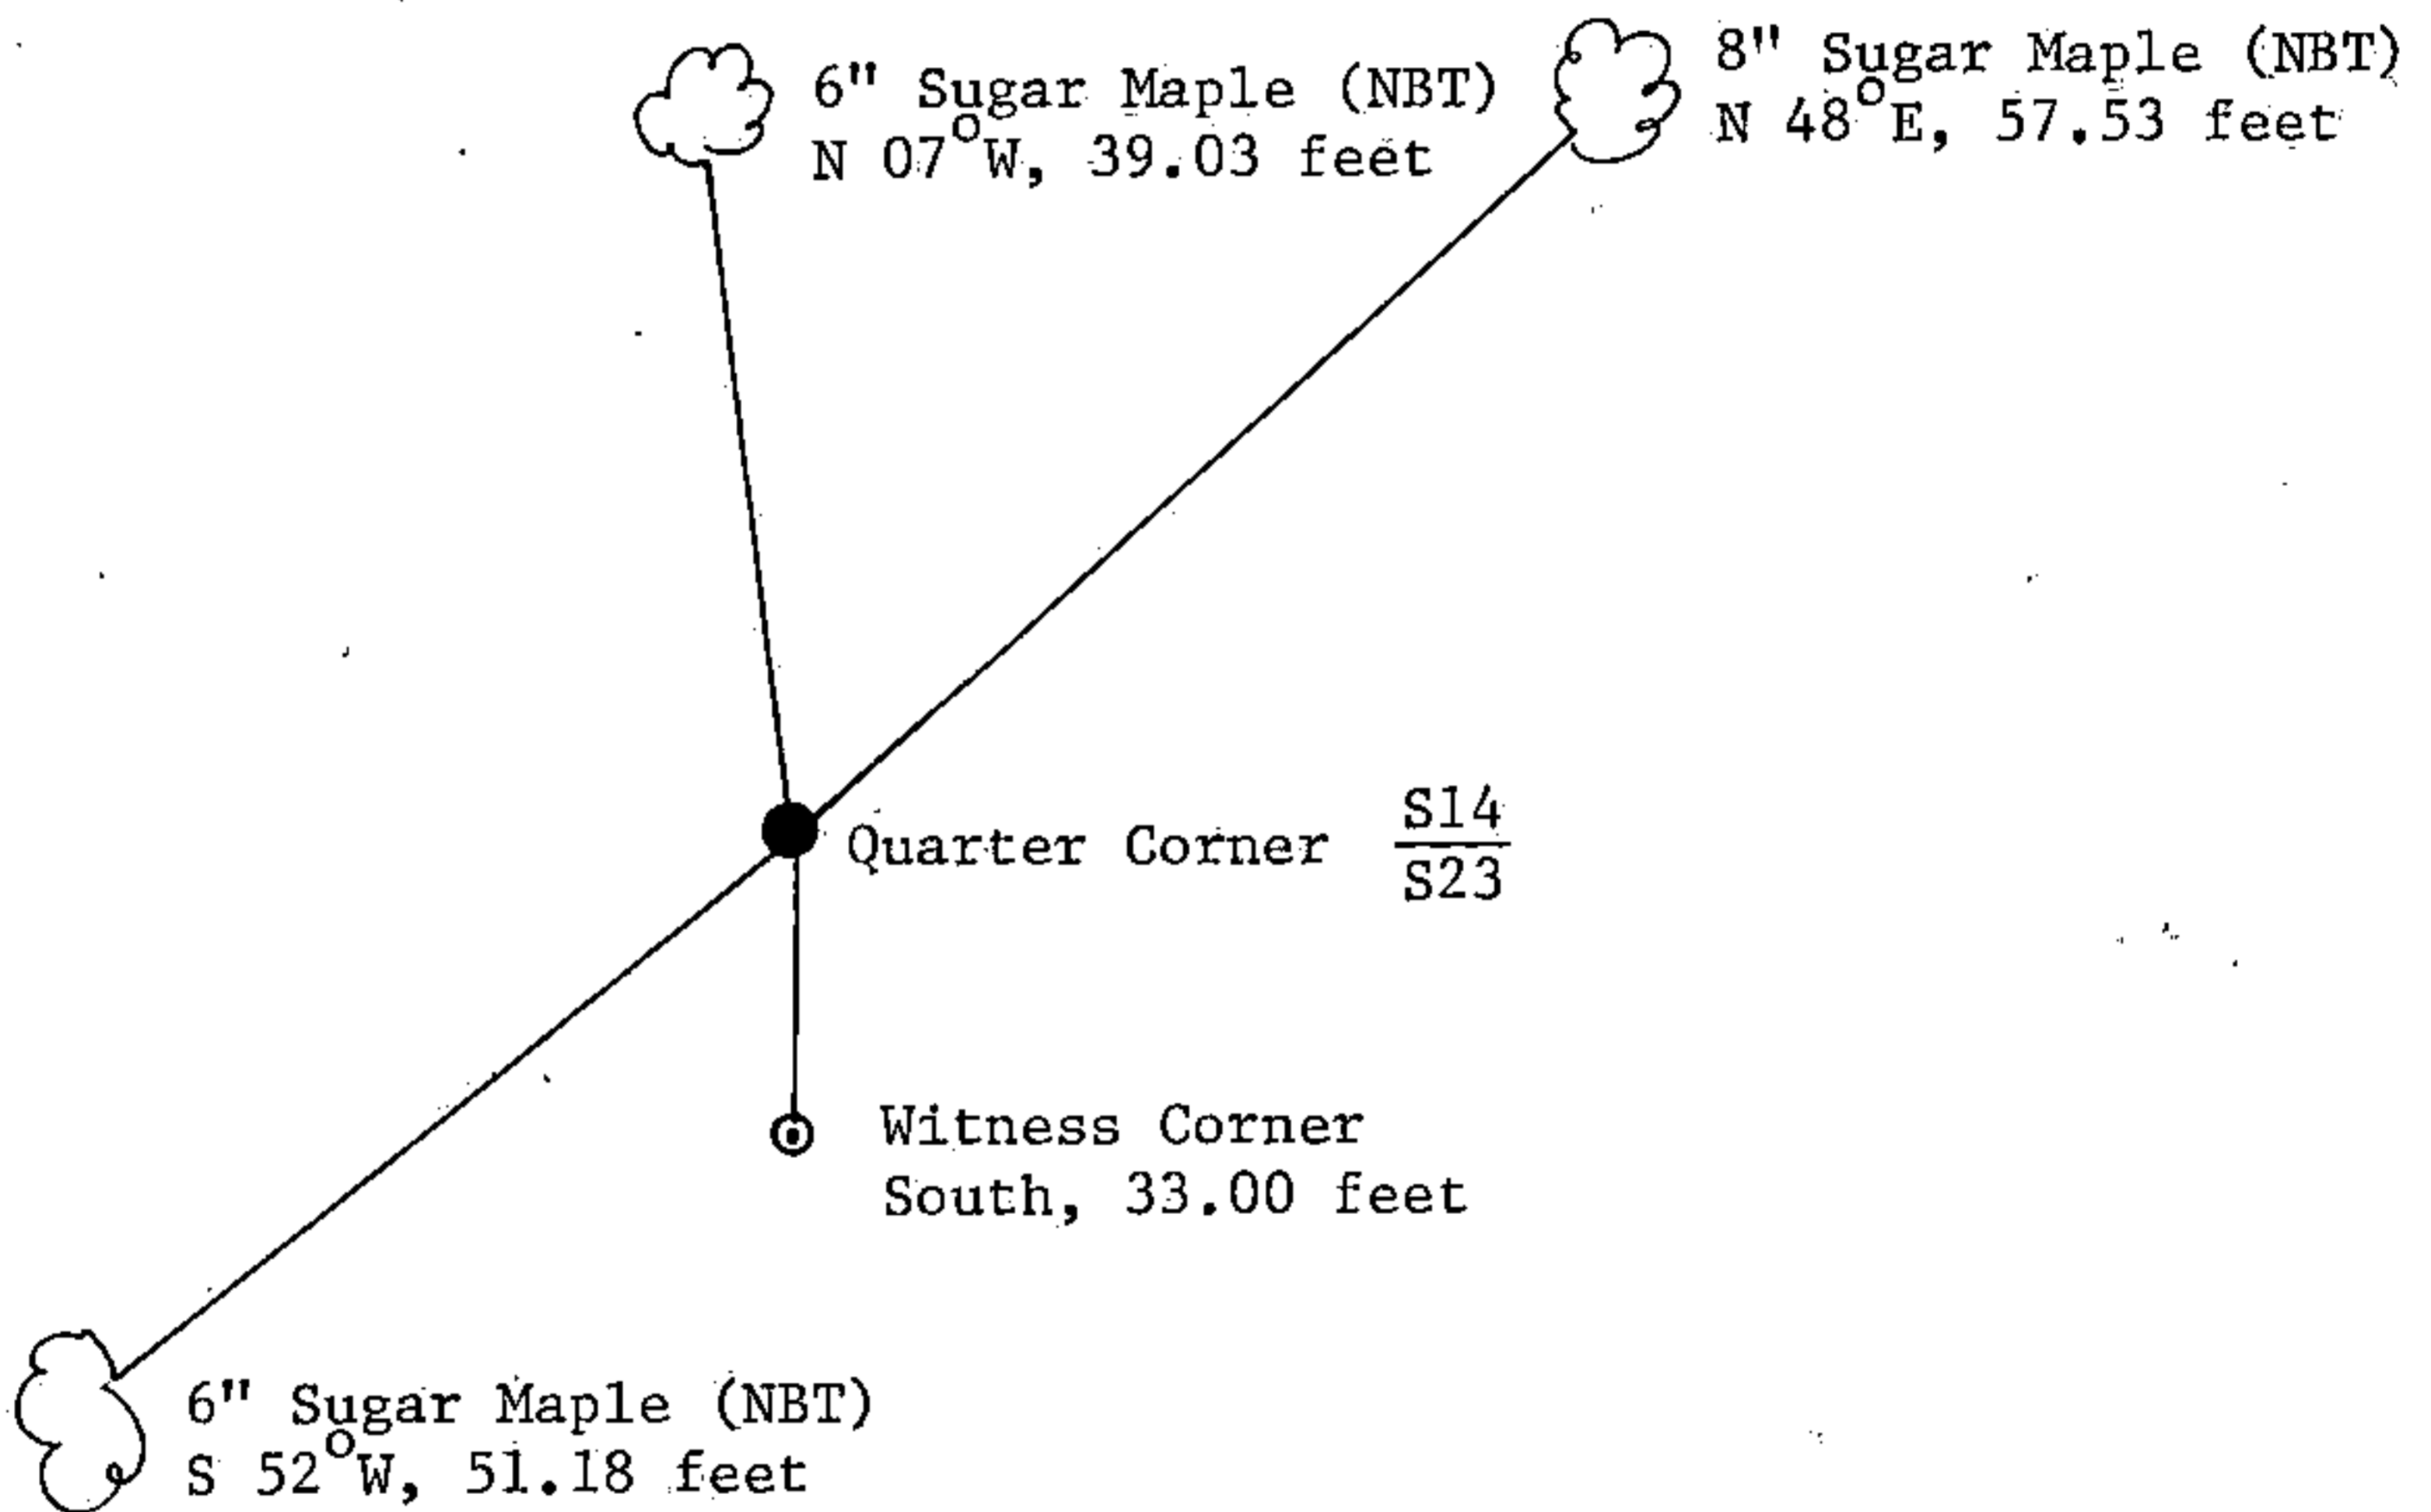 6" Sugar Maple (NBT)
N 07°W, 39.03 feet
8" Sugar Maple (NBT)
N 48°E, 57.53 feet
Quarter Corner
S14
S23
Witness Corner
South, 33.00 feet
6" Sugar Maple (NBT)
S 52°W, 51.18 feet